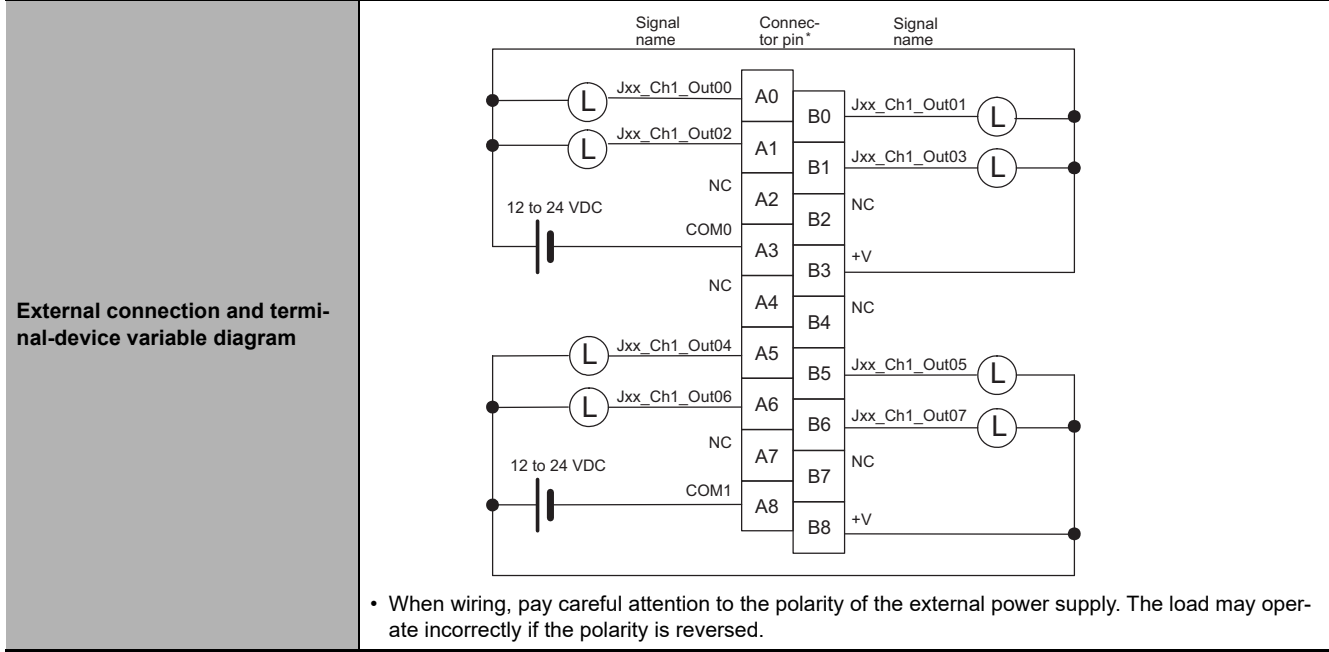 External connection and termi-
nal-device variable diagram
Signal
name
Connec-
tor pin*
Signal
name
Jxx_Ch1_Out00
A0
B0
Jxx_Ch1_Out01
L
L
Jxx_Ch1_Out02
A1
B1
Jxx_Ch1_Out03
L
L
NC
A2
B2
NC
12 to 24 VDC
COM0
A3
B3
+V
NC
A4
B4
NC
L
Jxx_Ch1_Out04
A5
B5
Jxx_Ch1_Out05
L
L
Jxx_Ch1_Out06
A6
B6
Jxx_Ch1_Out07
L
NC
A7
B7
NC
12 to 24 VDC
COM1
A8
B8
+V
• When wiring, pay careful attention to the polarity of the external power supply. The load may oper-
ate incorrectly if the polarity is reversed.